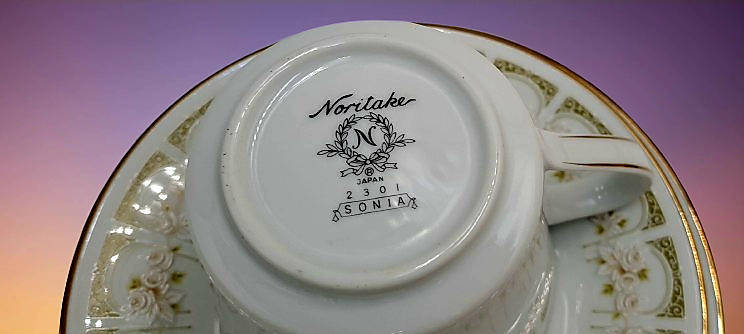 Noritake
N
®
JAPAN
2301
SONIA